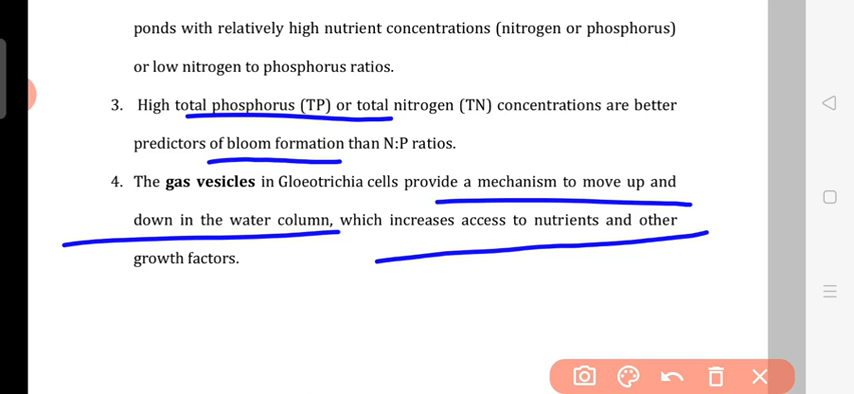 ponds with relatively high nutrient concentrations (nitrogen or phosphorus)
or low nitrogen to phosphorus ratios.
3. High total phosphorus (TP) or total nitrogen (TN) concentrations are better
predictors of bloom formation than N:P ratios.
4. The gas vesicles in Gloeotrichia cells provide a mechanism to move up and
down in the water column, which increases access to nutrients and other
growth factors.